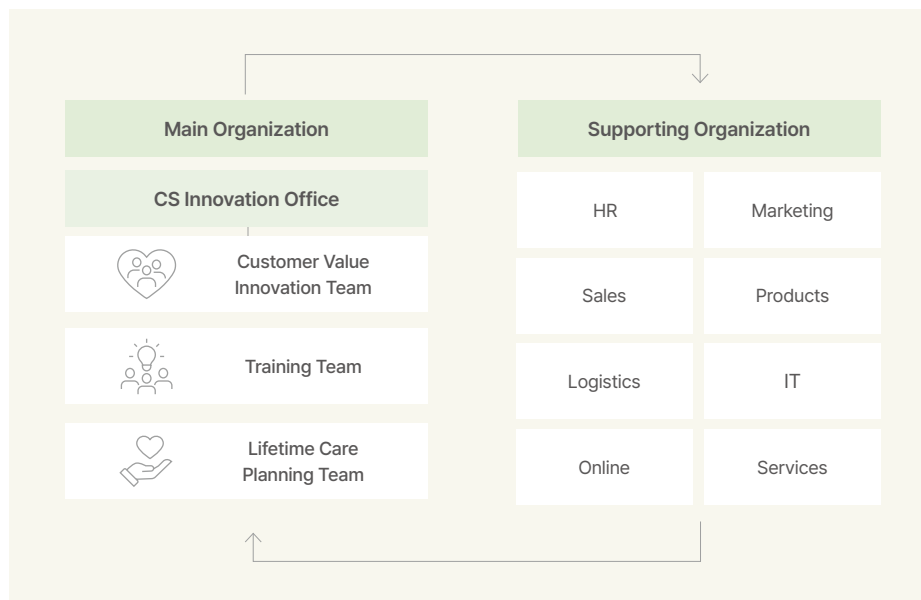 Main Organization
CS Innovation Office
Customer Value
Innovation Team
Training Team
Lifetime Care
Planning Team
Supporting Organization
HR
Marketing
Sales
Products
Logistics
IT
Online
Services